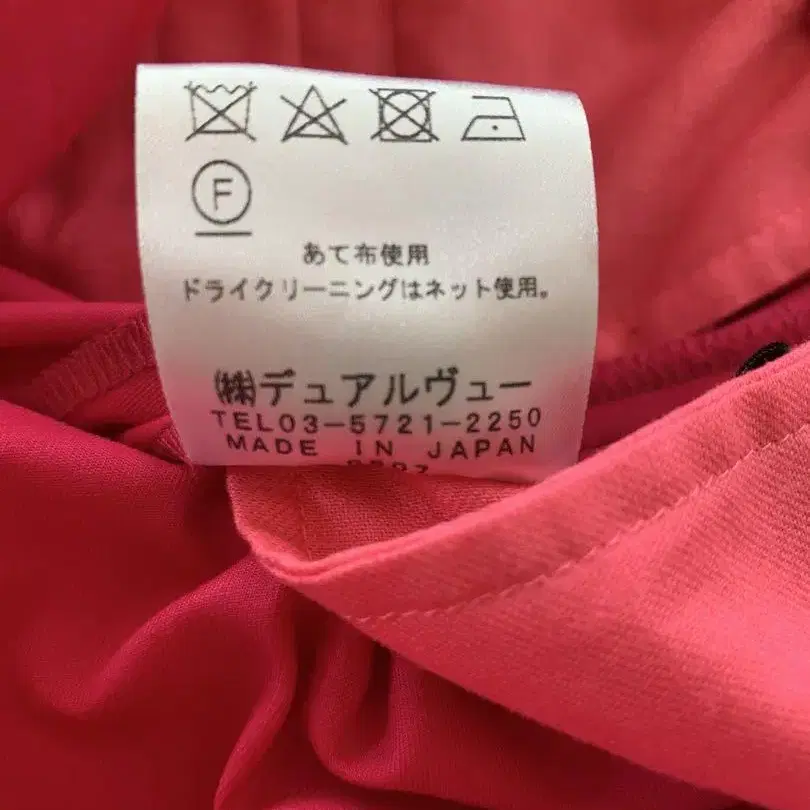 F
あて布使用
ドライクリーニングはネット使用。
㈱デュアルヴュー
TEL03-5721-2250
MADE IN JAPAN